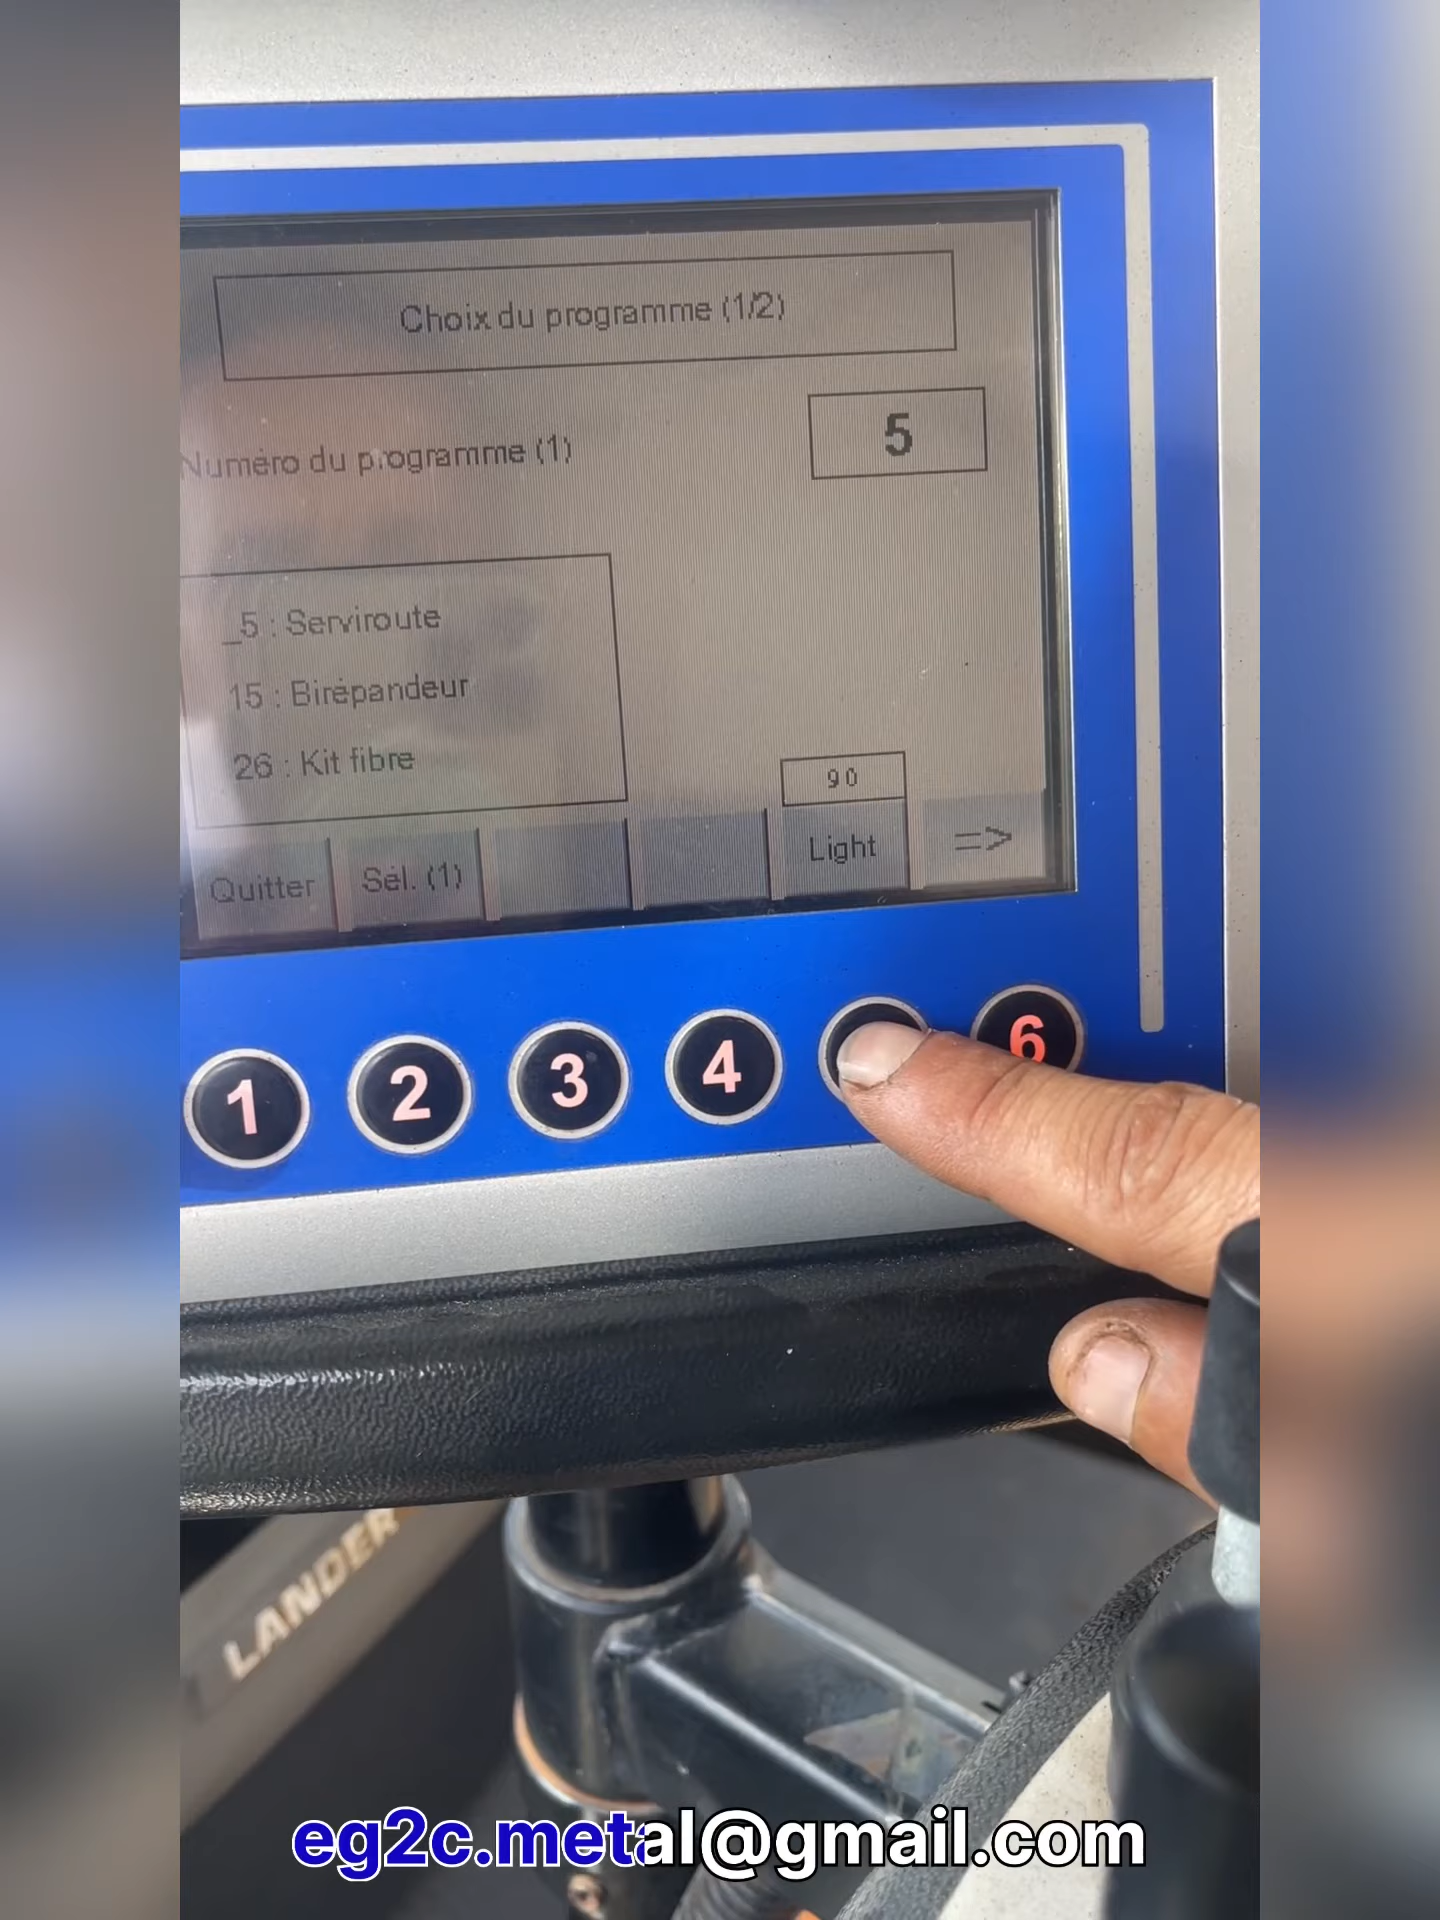 Choix du programme (1/2)
Numéro du programme (1)
5
_5 : Serviroute
15 : Birépandeur
26 : Kit fibre
90
Quitter
Sél. (1)
Light
=>
1
2
3
4
6
LANDER
eg2c.metal@gmail.com